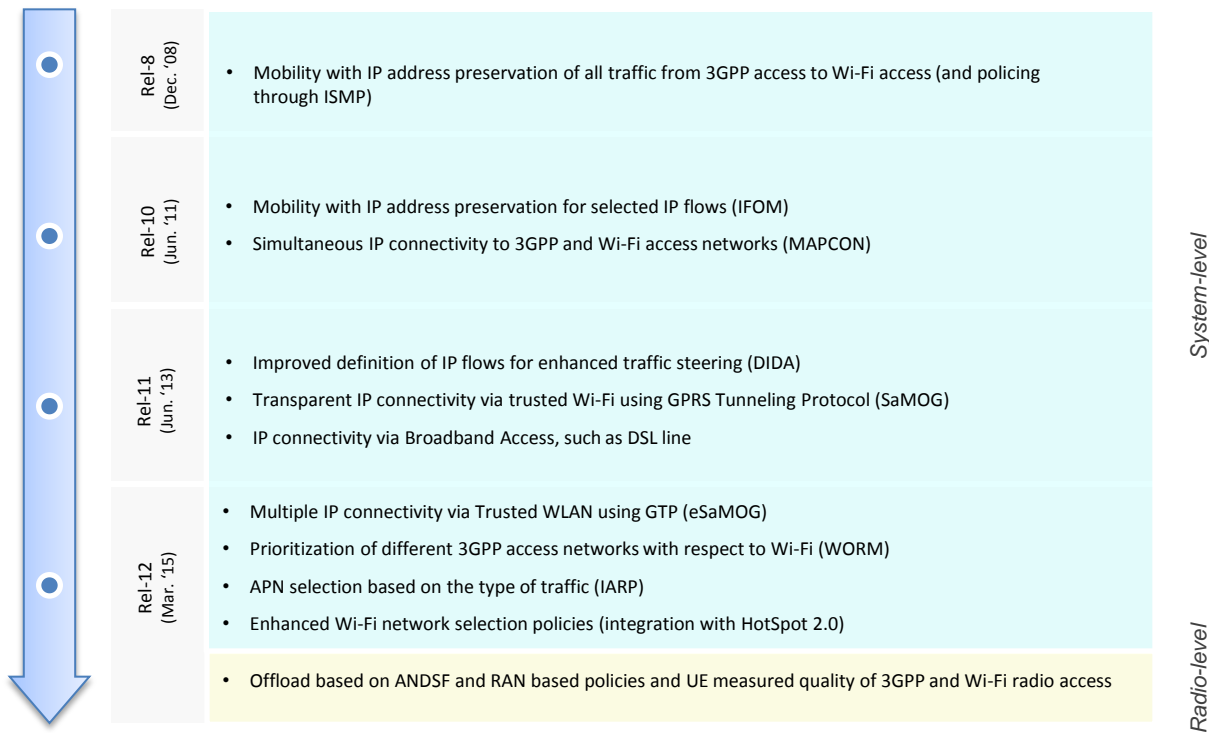 Rel-8
(Dec. ‘08)
• Mobility with IP address preservation of all traffic from 3GPP access to Wi-Fi access (and policing
through ISMP)
Rel-10
(Jun. ‘11)
• Mobility with IP address preservation for selected IP flows (IFOM)
• Simultaneous IP connectivity to 3GPP and Wi-Fi access networks (MAPCON)
Rel-11
(Jun. ‘13)
• Improved definition of IP flows for enhanced traffic steering (DIDA)
• Transparent IP connectivity via trusted Wi-Fi using GPRS Tunneling Protocol (SaMOG)
• IP connectivity via Broadband Access, such as DSL line
Rel-12
(Mar. ’15)
• Multiple IP connectivity via Trusted WLAN using GTP (eSaMOG)
• Prioritization of different 3GPP access networks with respect to Wi-Fi (WORM)
• APN selection based on the type of traffic (IARP)
• Enhanced Wi-Fi network selection policies (integration with HotSpot 2.0)
• Offload based on ANDSF and RAN based policies and UE measured quality of 3GPP and Wi-Fi radio access
System-level
Radio-level